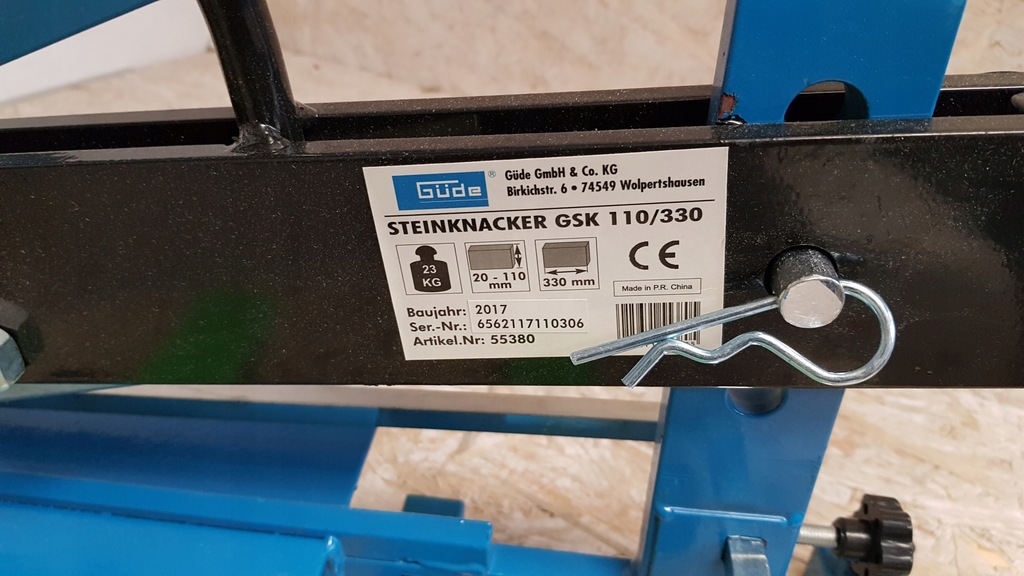 Güde ®
Güde GmbH & Co. KG
Birkichstr. 6 • 74549 Wolpertshausen
STEINKNACKER GSK 110/330
23
KG
20 - 110
mm
330 mm
CE
Made in P.R. China
Baujahr: 2017
Ser.-Nr.: 6562117110306
Artikel.Nr: 55380